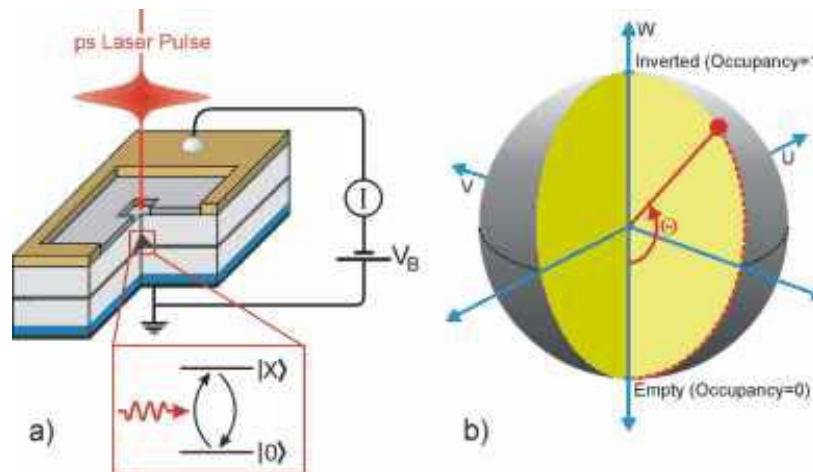 ps Laser Pulse
I
V_B
|X⟩
|0⟩
a)
W
Inverted (Occupancy=
U
V
Θ
Empty (Occupancy=0)
b)